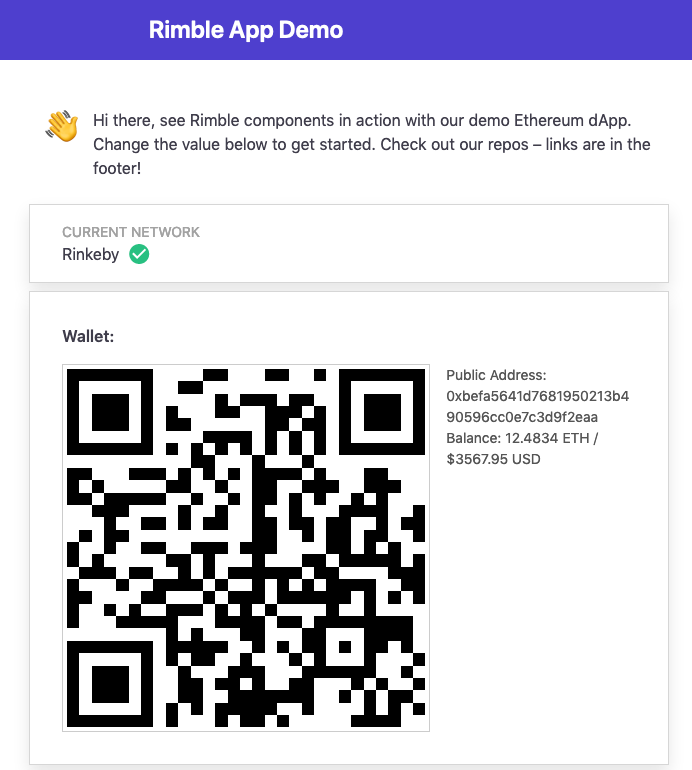 Rimble App Demo
Hi there, see Rimble components in action with our demo Ethereum dApp.
Change the value below to get started. Check out our repos – links are in the
footer!
CURRENT NETWORK
Rinkeby
Wallet:
Public Address:
0xbefa5641d7681950213b4
90596cc0e7c3d9f2eaa
Balance: 12.4834 ETH /
$3567.95 USD